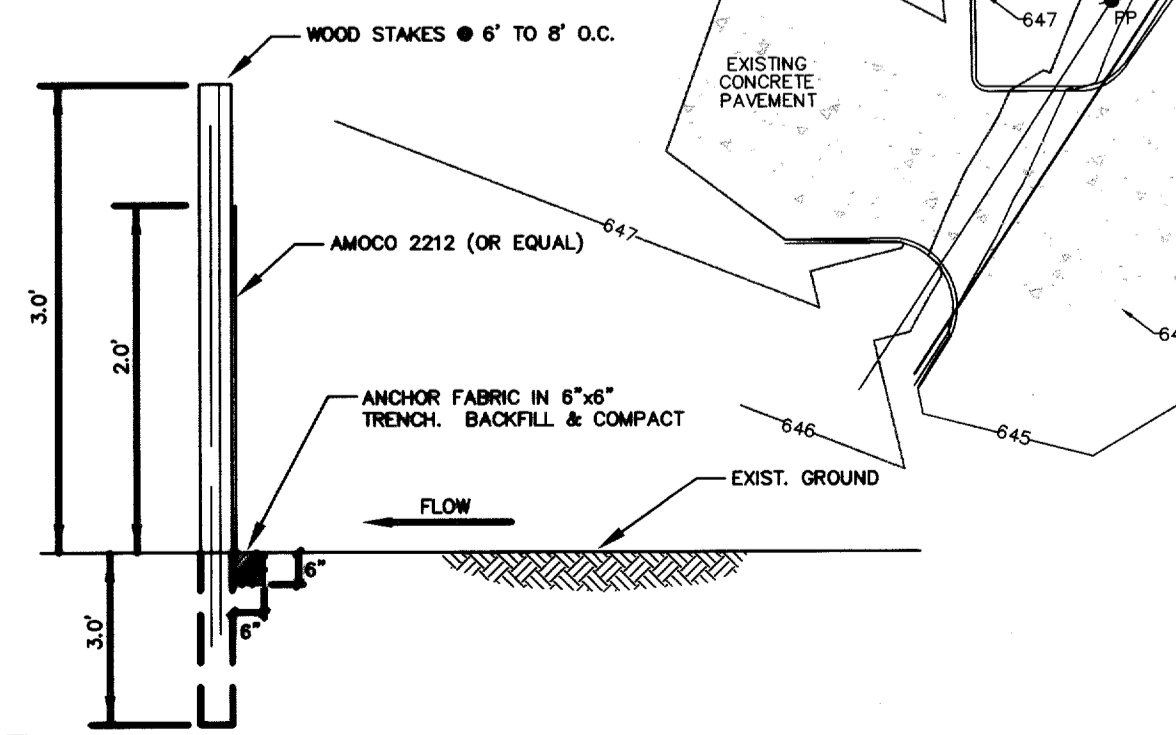 WOOD STAKES @ 6' TO 8' O.C.
647
PP
EXISTING
CONCRETE
PAVEMENT
647
AMOCO 2212 (OR EQUAL)
3.0'
2.0'
ANCHOR FABRIC IN 6"x6"
TRENCH. BACKFILL & COMPACT
646
645
EXIST. GROUND
FLOW
6"
6"
3.0'